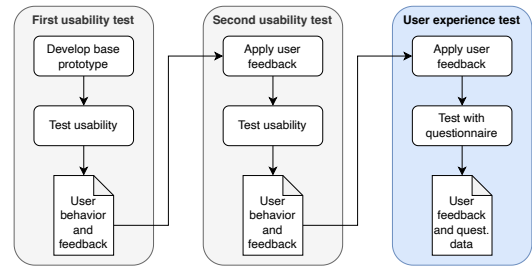 First usability test
Develop base
prototype
Test usability
User
behavior
and
feedback
Second usability test
Apply user
feedback
Test usability
User
behavior
and
feedback
User experience test
Apply user
feedback
Test with
questionnaire
User
feedback
and quest.
data